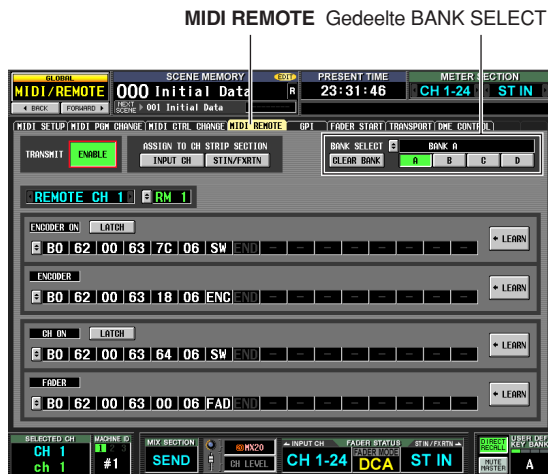 MIDI REMOTE Gedeelte BANK SELECT
GLOBAL SCENE MEMORY EDIT PRESENT TIME METER SECTION
MIDI/REMOTE 000 Initial Data R 23:31:46 CH 1-24 ST IN
BACK FORWARD NEXT SCENE 001 Initial Data
MIDI SETUP MIDI PGM CHANGE MIDI CTRL CHANGE MIDI REMOTE GPI FADER START TRANSPORT DME CONTROL
TRANSMIT ENABLE ASSIGN TO CH STRIP SECTION BANK SELECT BANK A
INPUT CH STIN/FXRTN CLEAR BANK A B C D
REMOTE CH 1 RM 1
ENCODER ON LATCH
B0 62 00 63 7C 06 SW END - - - - - - - ← LEARN
ENCODER
B0 62 00 63 18 06 ENC END - - - - - - - ← LEARN
CH ON LATCH
B0 62 00 63 64 06 SW END - - - - - - - ← LEARN
FADER
B0 62 00 63 00 06 FAD END - - - - - - - ← LEARN
SELECTED CH MACHINE ID MIX SECTION MX20 INPUT CH FADER STATUS ST IN/FXRTN DIRECT RECALL USER DEF KEY BANK
CH 1 1 2 3 SEND CH LEVEL CH 1-24 FADER MODE DCA ST IN MUTE MASTER A
ch 1 #1